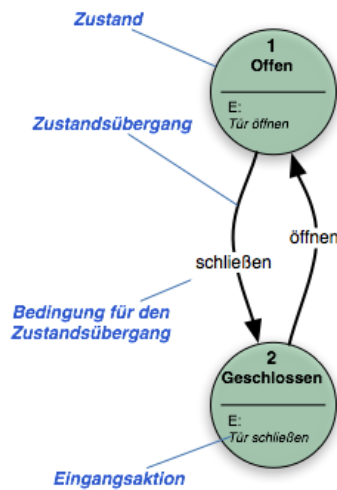 Zustand
1
Offen
E:
Tür öffnen
Zustandsübergang
schließen
öffnen
Bedingung für den
Zustandsübergang
2
Geschlossen
E:
Tür schließen
Eingangsaktion